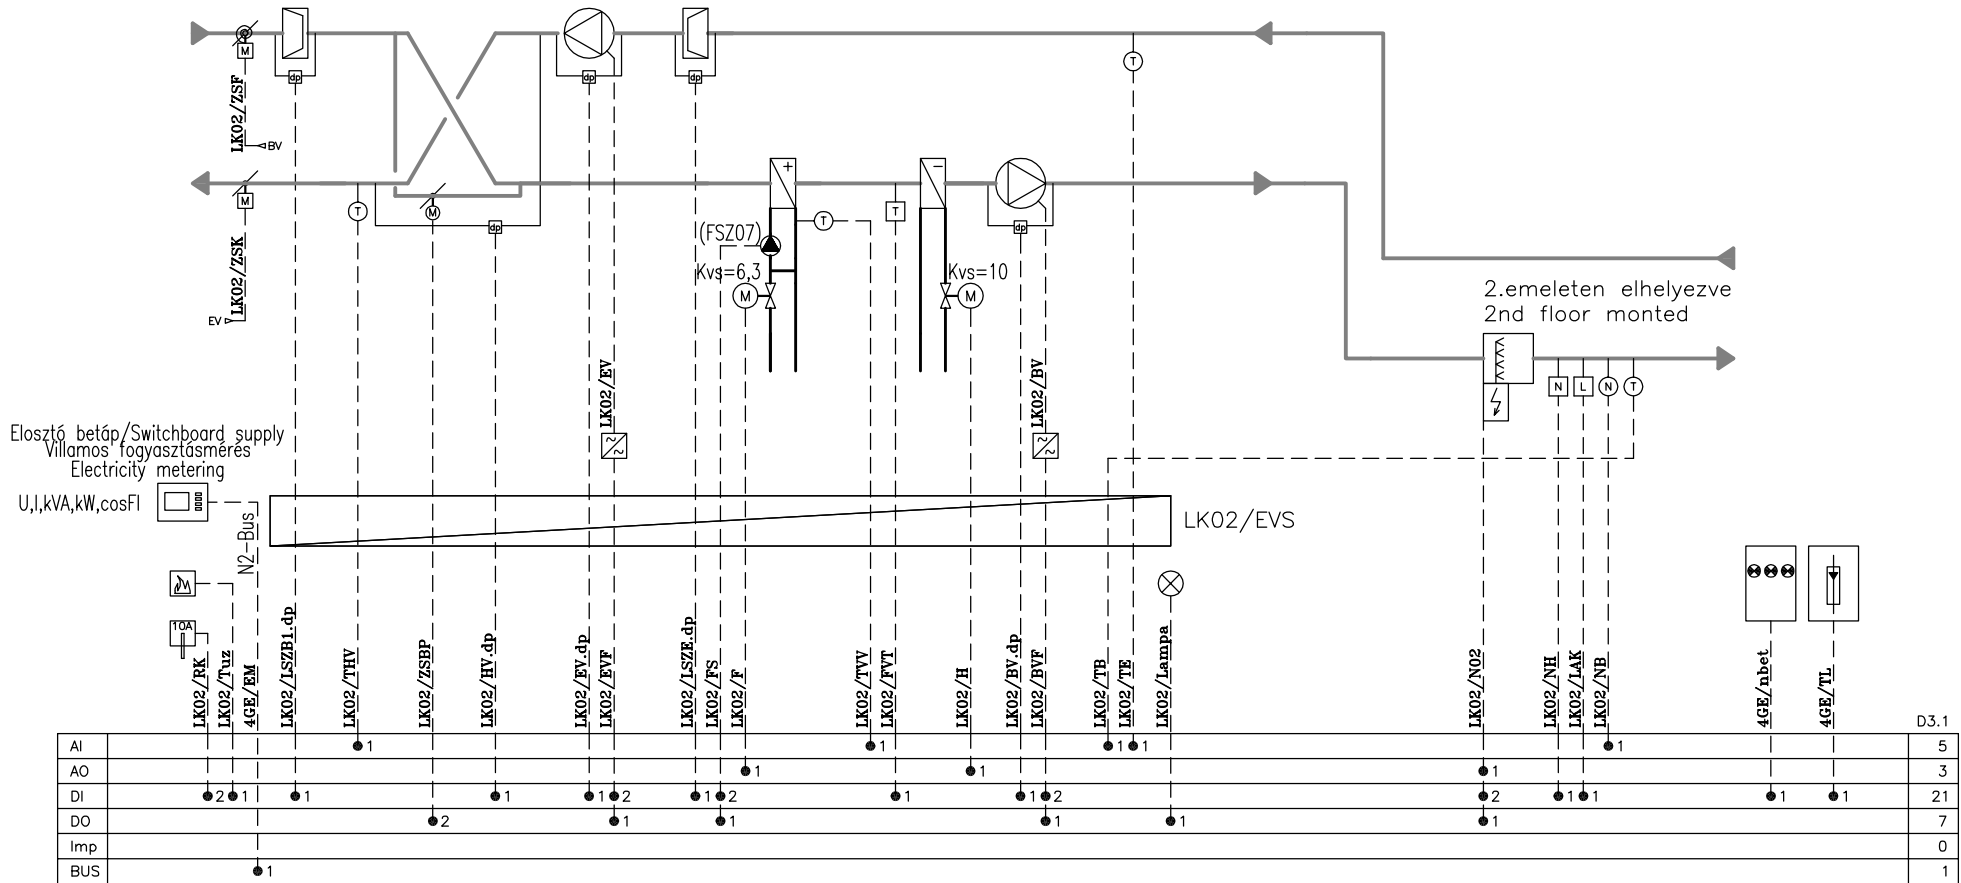 M
dp
dp
dp
T
LK02/ZSF
BV
M
T
M
dp
+
-
T
T
dp
(FSZ07)
LK02/ZSK
EV
Kvs=6,3
Kvs=10
M
M
2.emeleten elhelyezve
2nd floor monted
N
L
N
T
LK02/EV
LK02/BV
Elosztó betáp/Switchboard supply
Villamos fogyasztásmérés
Electricity metering
U,I,kVA,kW,cosFI
N2-Bus
LK02/EVS
10A
LK02/RK
LK02/Tuz
4GE/EM
LK02/LSZB1.dp
LK02/THV
LK02/ZSBP
LK02/HV.dp
LK02/EV.dp
LK02/EVF
LK02/LSZE.dp
LK02/FS
LK02/F
LK02/TVV
LK02/FVT
LK02/H
LK02/BV.dp
LK02/BVF
LK02/TB
LK02/TE
LK02/Lampa
LK02/N02
LK02/NH
LK02/LAK
LK02/NB
4GE/nbet
4GE/TL
D3.1
AI 1 1 1 1 1 5
AO 1 1 1 3
DI 2 1 1 1 1 2 1 2 1 1 2 2 1 1 1 1 21
DO 2 1 1 1 1 1 7
Imp 0
BUS 1 1